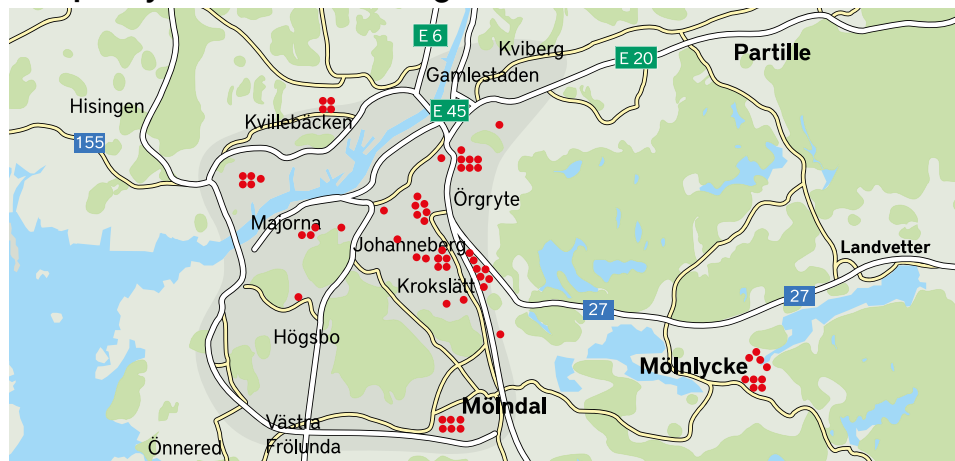 E 6
Kviberg
Partille
E 20
Gamlestaden
Hisingen
E 45
Kvillebäcken
155
Örgryte
Majorna
Johanneberg
Landvetter
Krokslätt
27
27
Högsbo
Mölnlycke
Mölndal
Västra
Frölunda
Önnered